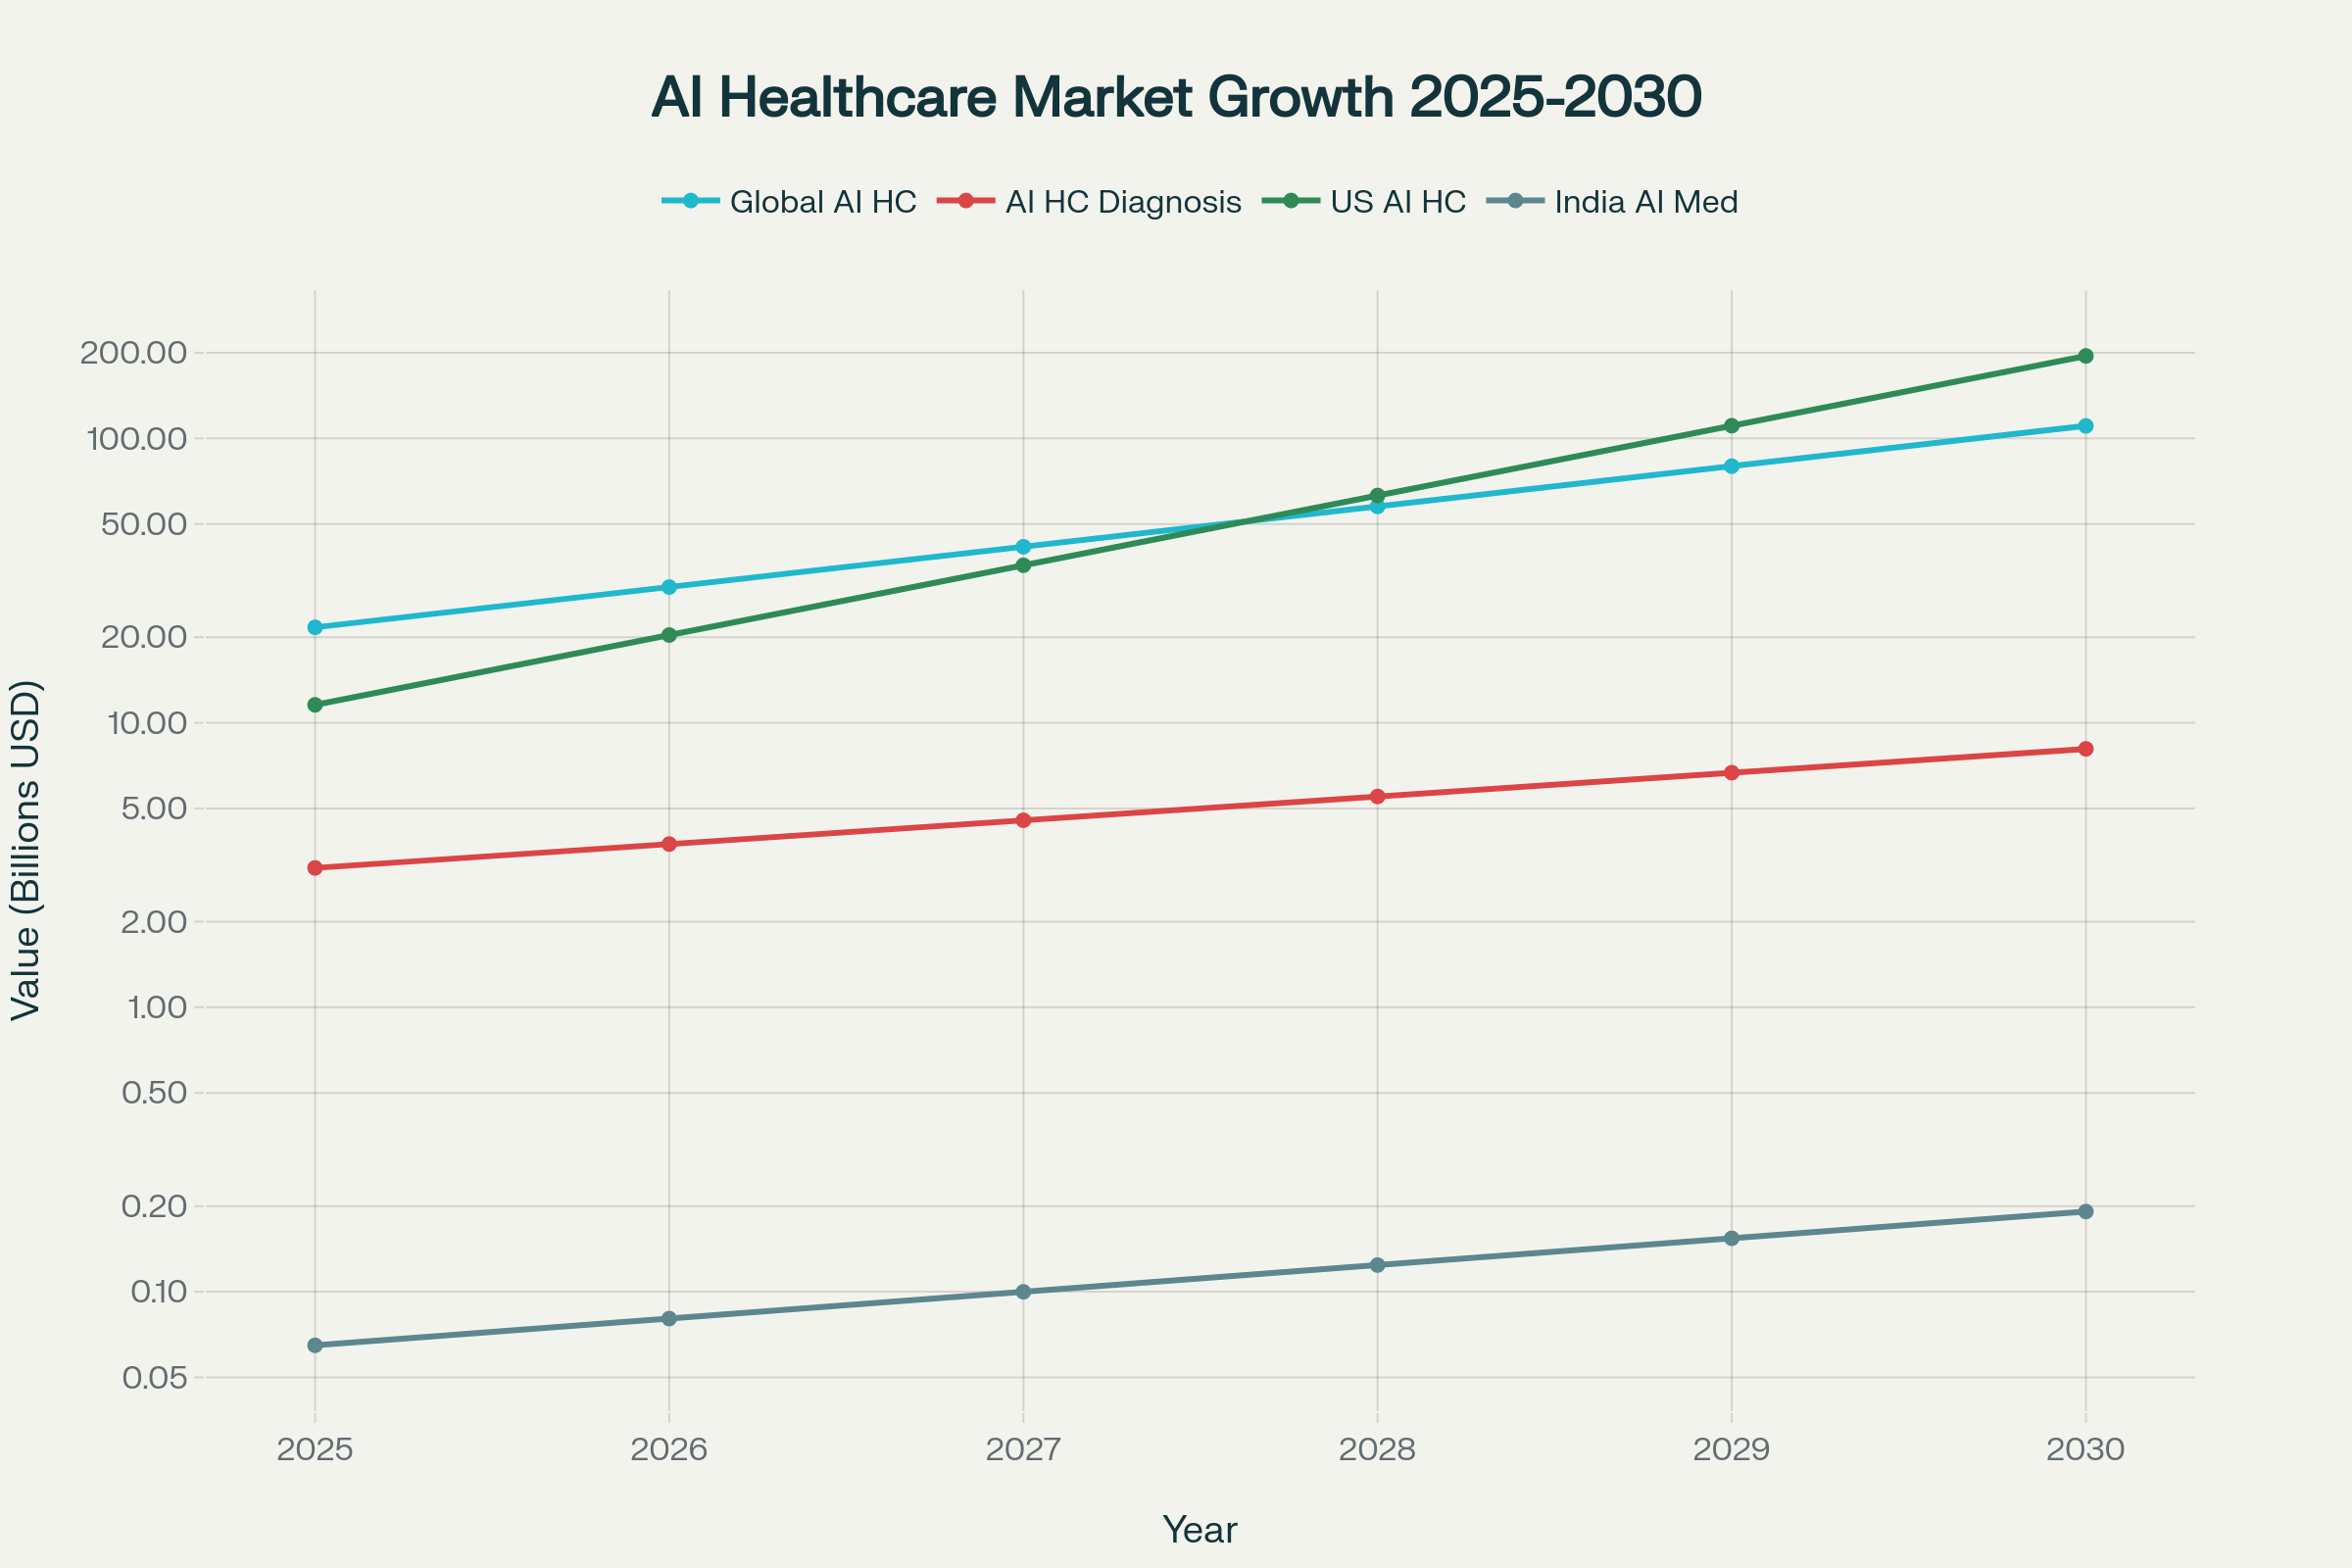 AI Healthcare Market Growth 2025-2030
Global AI HC AI HC Diagnosis US AI HC India AI Med
Value (Billions USD)
200.00
100.00
50.00
20.00
10.00
5.00
2.00
1.00
0.50
0.20
0.10
0.05
2025 2026 2027 2028 2029 2030
Year